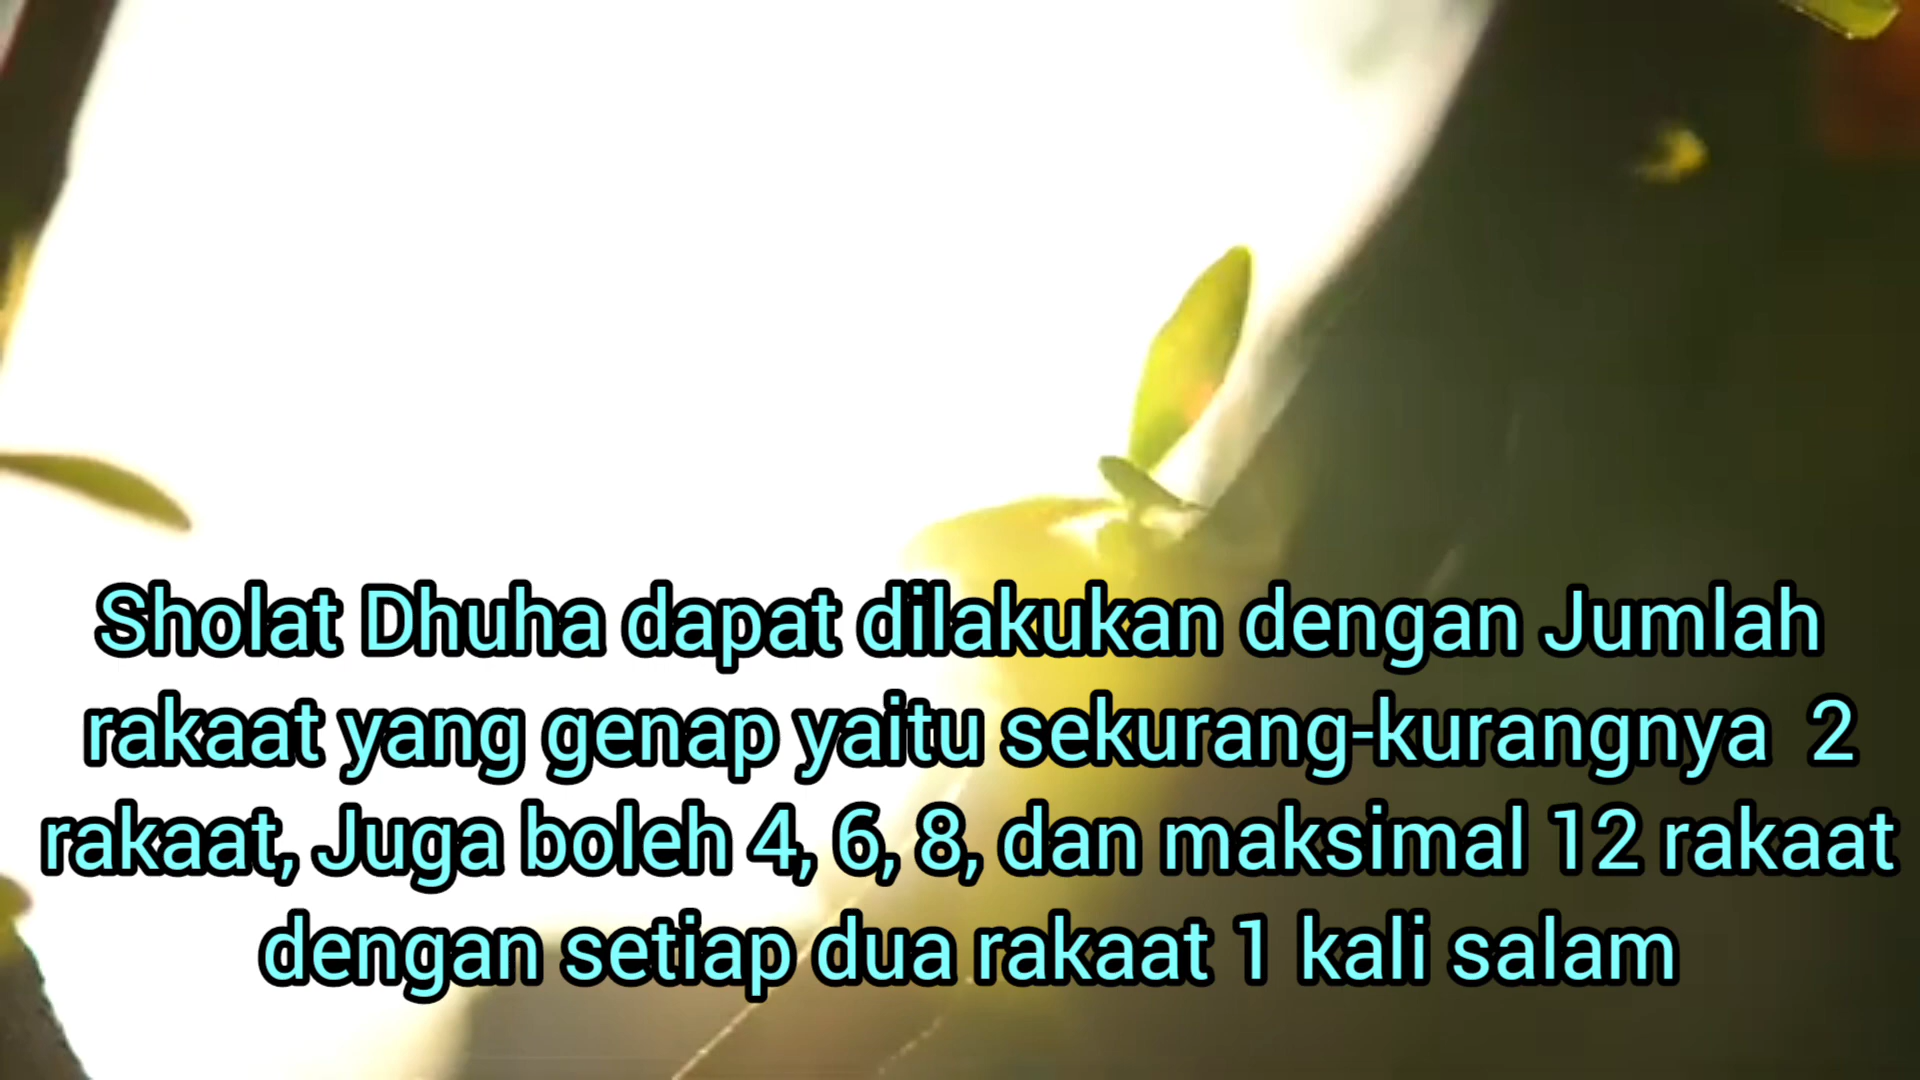 Sholat Dhuha dapat dilakukan dengan Jumlah
rakaat yang genap yaitu sekurang-kurangnya  2
rakaat, Juga boleh 4, 6, 8, dan maksimal 12 rakaat
dengan setiap dua rakaat 1 kali salam